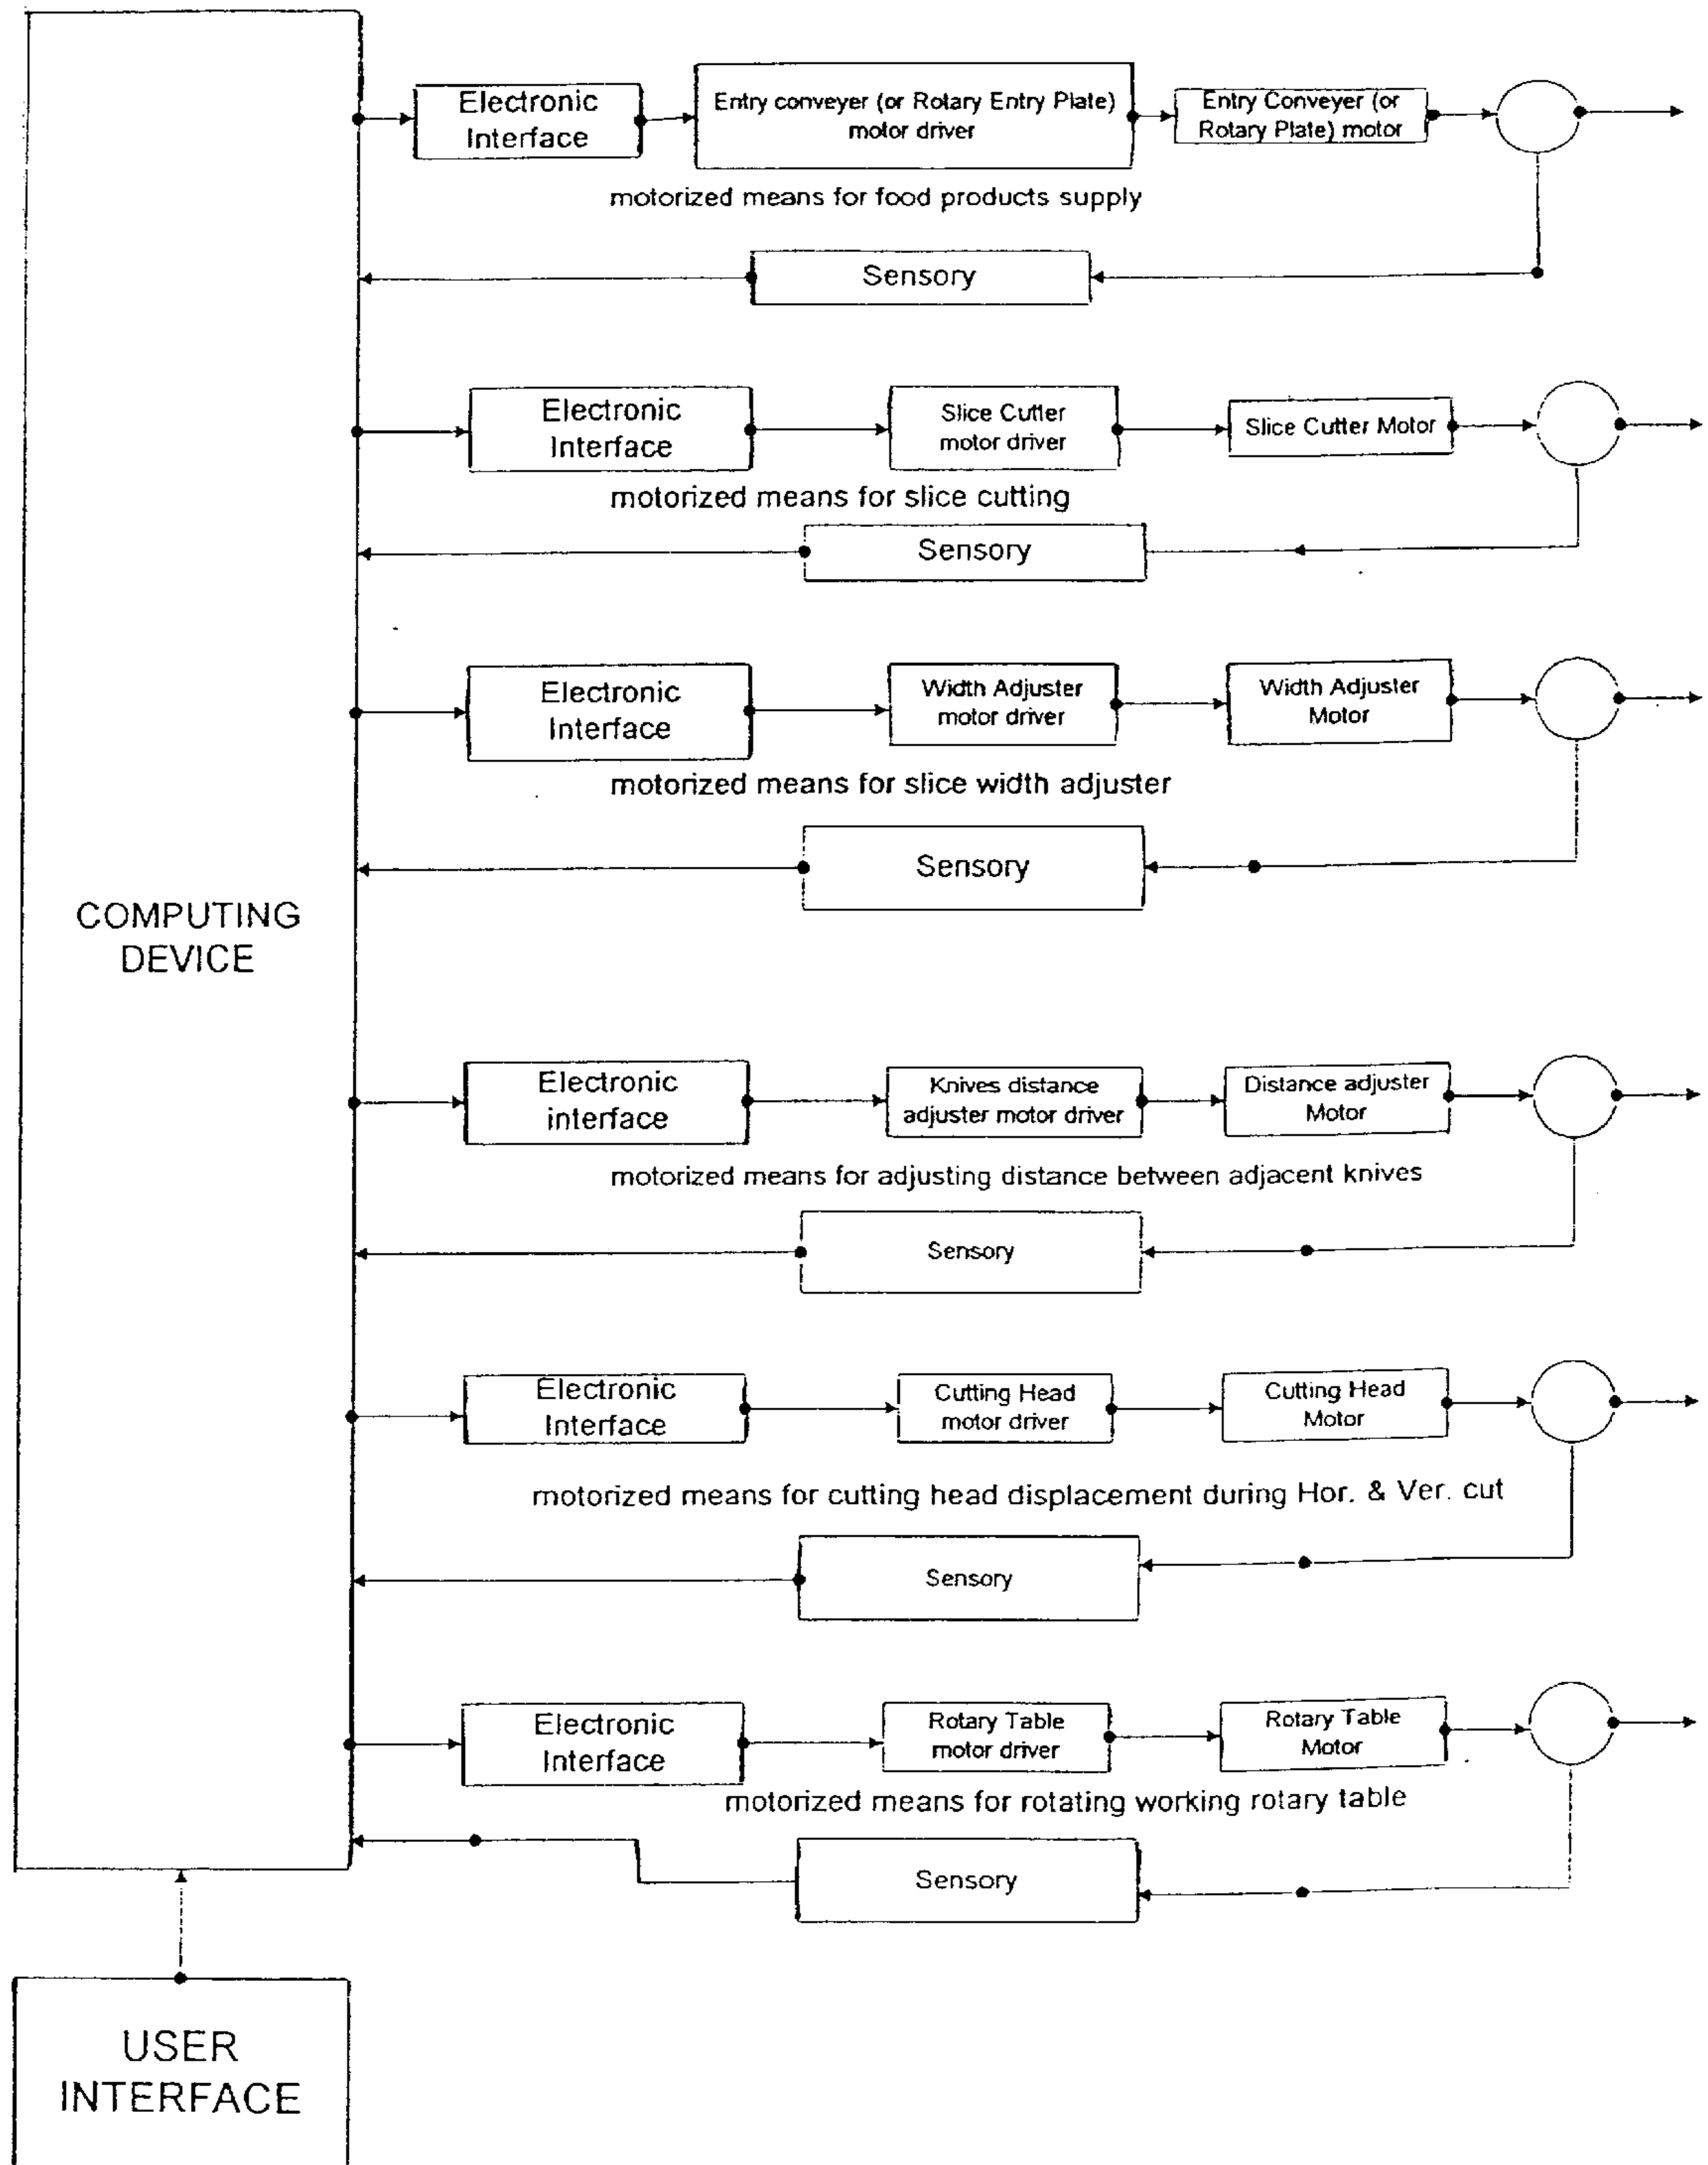 Electronic
Interface
Entry conveyer (or Rotary Entry Plate)
motor driver
Entry Conveyer (or
Rotary Plate) motor
motorized means for food products supply
Sensory
Electronic
Interface
Slice Cutter
motor driver
Slice Cutter Motor
motorized means for slice cutting
Sensory
Electronic
Interface
Width Adjuster
motor driver
Width Adjuster
Motor
motorized means for slice width adjuster
Sensory
COMPUTING
DEVICE
Electronic
interface
Knives distance
adjuster motor driver
Distance adjuster
Motor
motorized means for adjusting distance between adjacent knives
Sensory
Electronic
Interface
Cutting Head
motor driver
Cutting Head
Motor
motorized means for cutting head displacement during Hor. & Ver. cut
Sensory
Electronic
Interface
Rotary Table
motor driver
Rotary Table
Motor
motorized means for rotating working rotary table
Sensory
USER
INTERFACE